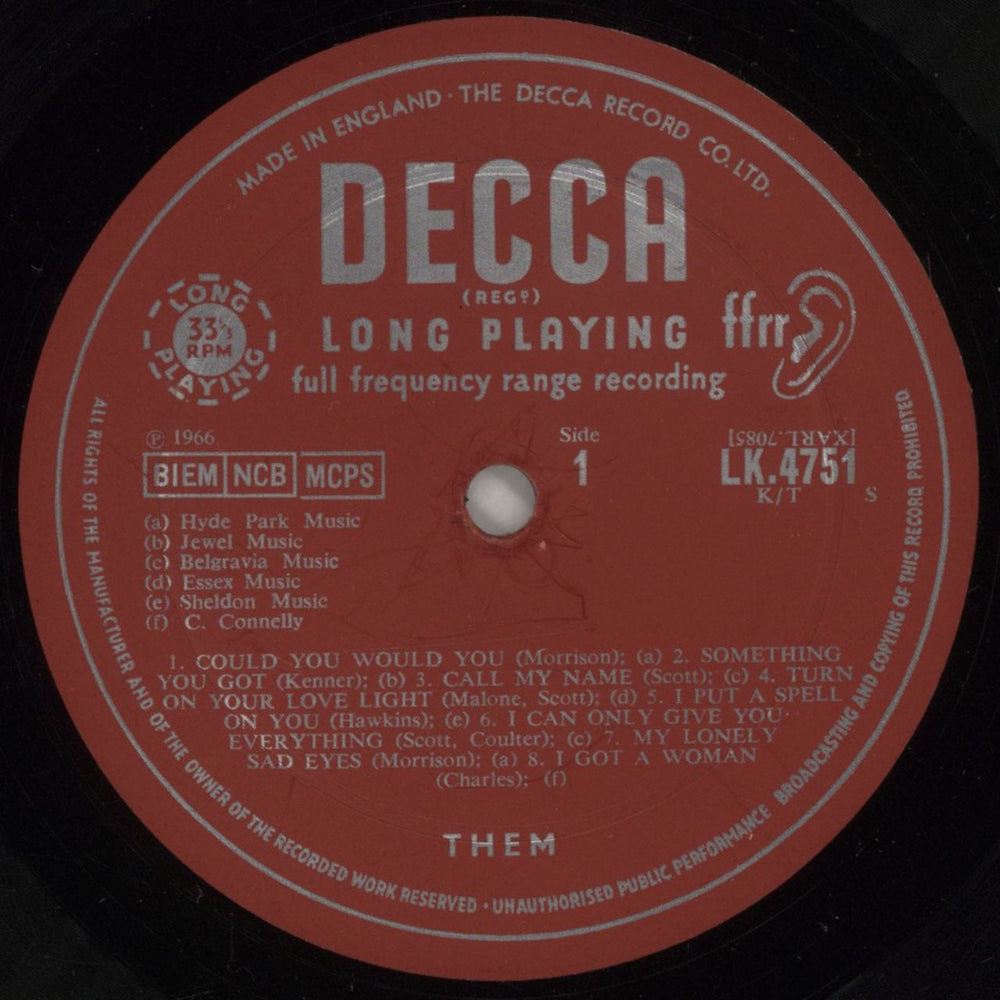 MADE IN ENGLAND · THE DECCA RECORD CO. LTD.
DECCA
(REGD)
LONG PLAYING
33⅓
RPM
LONG PLAYING
ffrr
full frequency range recording
℗ 1966
BIEM NCB MCPS
Side
1
[XARL.7085]
LK.4751
K/T S
(a) Hyde Park Music
(b) Jewel Music
(c) Belgravia Music
(d) Essex Music
(e) Sheldon Music
(f) C. Connelly
1. COULD YOU WOULD YOU (Morrison); (a) 2. SOMETHING
YOU GOT (Kenner); (b) 3. CALL MY NAME (Scott); (c) 4. TURN
ON YOUR LOVE LIGHT (Malone, Scott); (d) 5. I PUT A SPELL
ON YOU (Hawkins); (e) 6. I CAN ONLY GIVE YOU
EVERYTHING (Scott, Coulter); (c) 7. MY LONELY
SAD EYES (Morrison); (a) 8. I GOT A WOMAN
(Charles); (f)
THEM
ALL RIGHTS OF THE MANUFACTURER AND OF THE OWNER OF THE RECORDED WORK RESERVED · UNAUTHORISED PUBLIC PERFORMANCE BROADCASTING AND COPYING OF THIS RECORD PROHIBITED